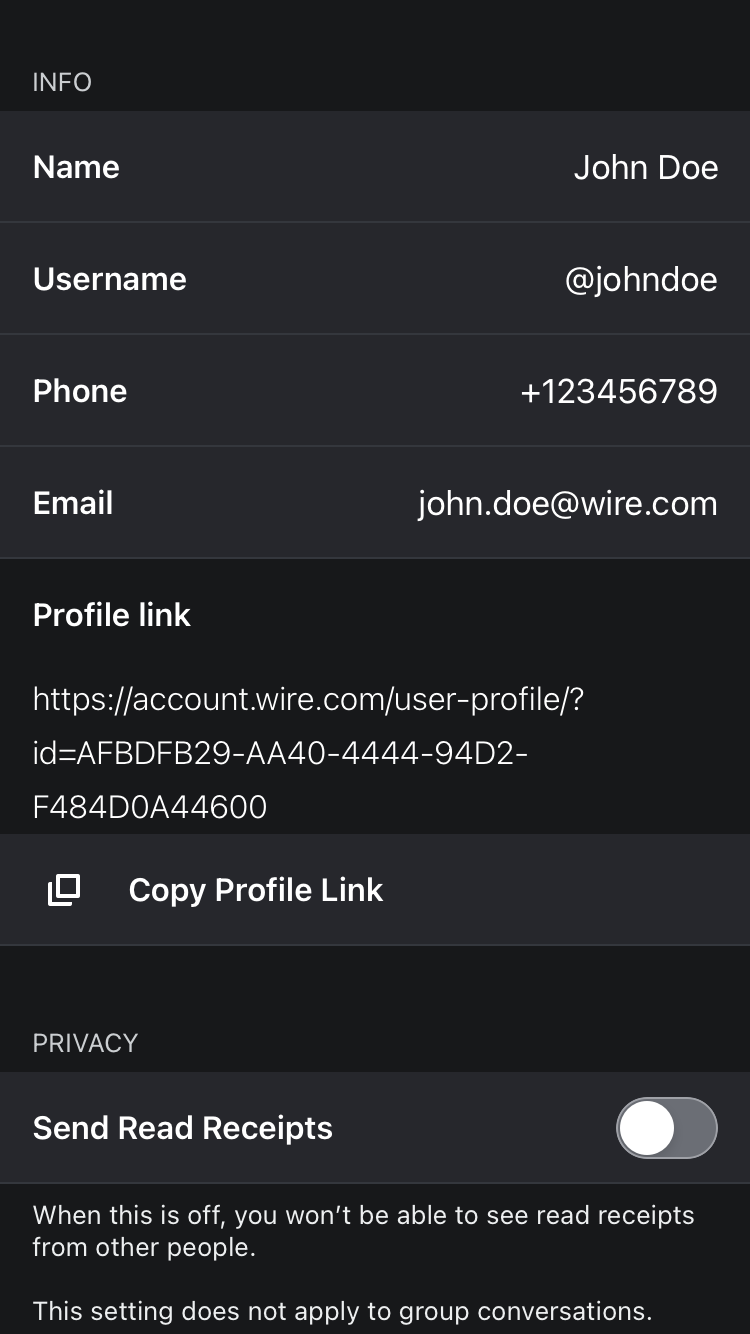 INFO
Name John Doe
Username @johndoe
Phone +123456789
Email john.doe@wire.com
Profile link
https://account.wire.com/user-profile/?
id=AFBDFB29-AA40-4444-94D2-
F484D0A44600
Copy Profile Link
PRIVACY
Send Read Receipts
When this is off, you won’t be able to see read receipts
from other people.
This setting does not apply to group conversations.